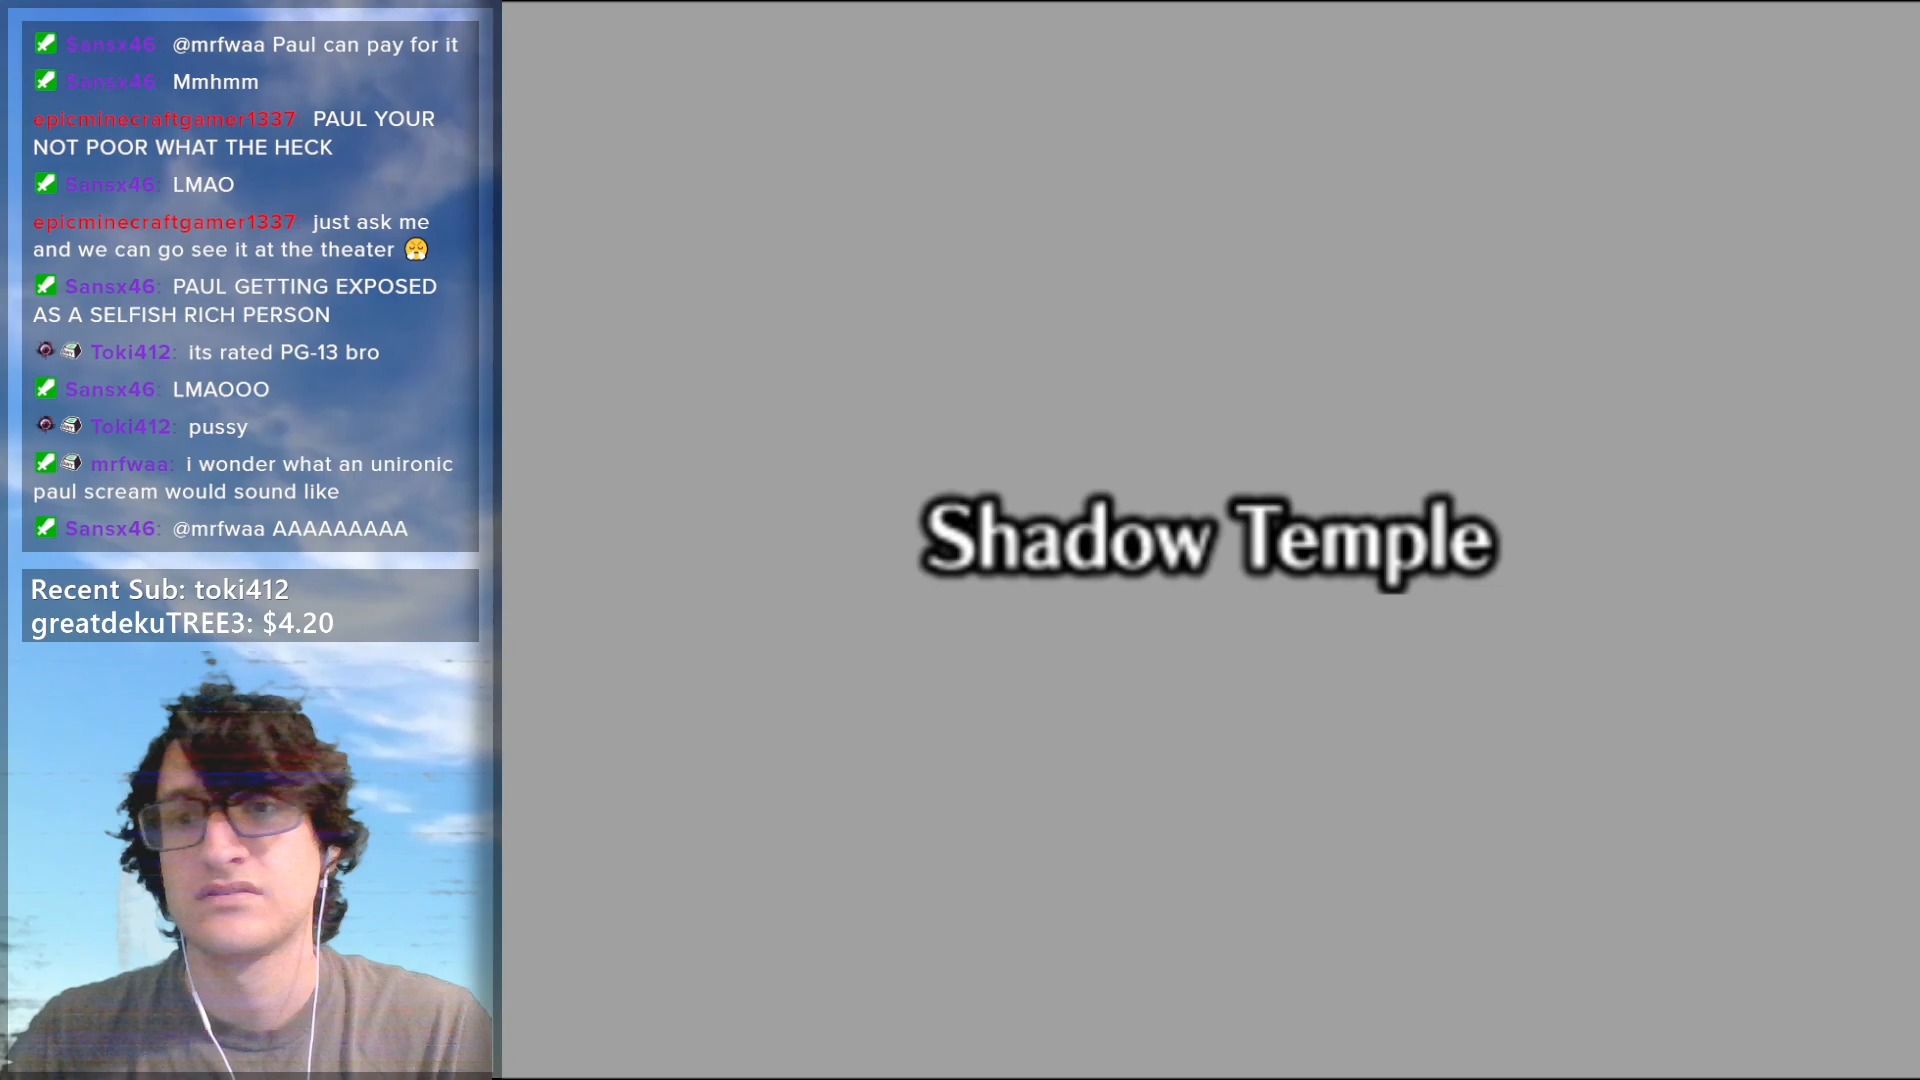 Sansx46: @mrfwaa Paul can pay for it
Sansx46: Mmhmm
epicminecraftgamer1337: PAUL YOUR
NOT POOR WHAT THE HECK
Sansx46: LMAO
epicminecraftgamer1337: just ask me
and we can go see it at the theater 😤
Sansx46: PAUL GETTING EXPOSED
AS A SELFISH RICH PERSON
Toki412: its rated PG-13 bro
Sansx46: LMAOOO
Toki412: pussy
mrfwaa: i wonder what an unironic
paul scream would sound like
Sansx46: @mrfwaa AAAAAAAAA
Recent Sub: toki412
greatdekuTREE3: $4.20
Shadow Temple